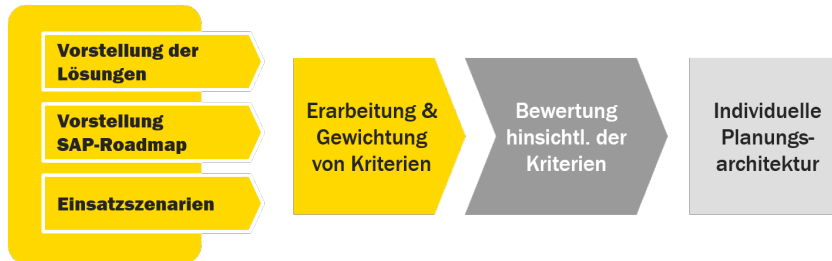 Vorstellung der
Lösungen
Vorstellung
SAP-Roadmap
Einsatzszenarien
Erarbeitung &
Gewichtung
von Kriterien
Bewertung
hinsichtl. der
Kriterien
Individuelle
Planungs-
architektur